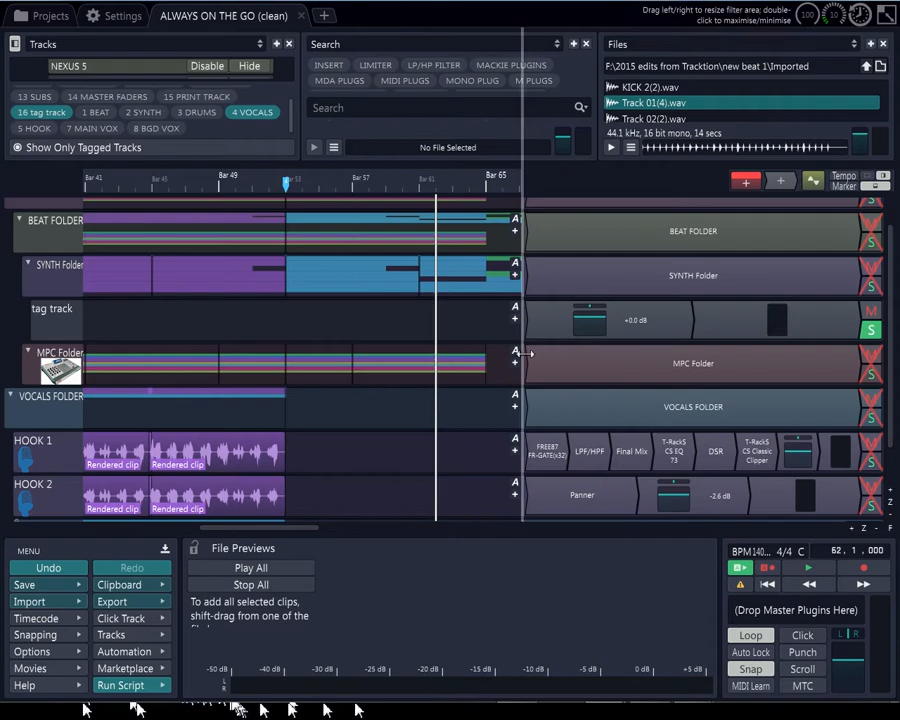 Projects
Settings
ALWAYS ON THE GO (clean)
Drag left/right to resize filter area; double-
click to maximise/minimise
100
60
Tracks
NEXUS 5
Disable
Hide
13 SUBS
14 MASTER FADERS
15 PRINT TRACK
16 tag track
1 BEAT
2 SYNTH
3 DRUMS
4 VOCALS
5 HOOK
7 MAIN VOX
8 BGD VOX
Show Only Tagged Tracks
Search
INSERT
LIMITER
LP/HP FILTER
MACKIE PLUGINS
MDA PLUGS
MIDI PLUGS
MONO PLUG
M PLUGS
Search
No File Selected
Files
F:\2015 edits from Tracktion\new beat 1\Imported
KICK 2(2).wav
Track 01(4).wav
Track 02(2).wav
44.1 kHz, 16 bit mono, 14 secs
Bar 41
Bar 45
Bar 49
Bar 53
Bar 57
Bar 61
Bar 65
Tempo
Marker
S
BEAT FOLDER
A
BEAT FOLDER
M
S
SYNTH Folder
A
SYNTH Folder
M
S
tag track
A
+0.0 dB
M
S
MPC Folder
A
MPC Folder
M
S
VOCALS FOLDER
A
VOCALS FOLDER
M
S
HOOK 1
Rendered clip
Rendered clip
A
FREE87
FR-GATE(x32)
LPF/HPF
Final Mix
T-RackS
CS EQ
73
DSR
T-RackS
CS Classic
Clipper
M
S
HOOK 2
Rendered clip
Rendered clip
A
Panner
-2.6 dB
M
S
+ Z -
+ Z - F
MENU
Undo
Redo
Save
Clipboard
Import
Export
Timecode
Click Track
Snapping
Tracks
Options
Automation
Movies
Marketplace
Help
Run Script
File Previews
Play All
Stop All
To add all selected clips,
shift-drag from one of the
-50 dB
-40 dB
-30 dB
-20 dB
-10 dB
-5 dB
+0 dB
+5 dB
L
R
BPM140...
4/4
C
62, 1, 000
(Drop Master Plugins Here)
Loop
Click
L R
Auto Lock
Punch
Snap
Scroll
MIDI Learn
MTC